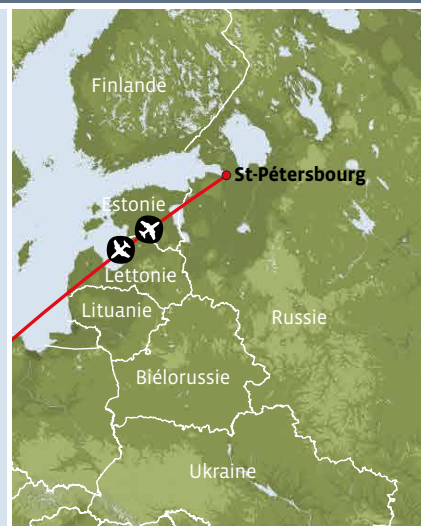 Finlande
St-Pétersbourg
Estonie
Lettonie
Lituanie
Russie
Biélorussie
Ukraine